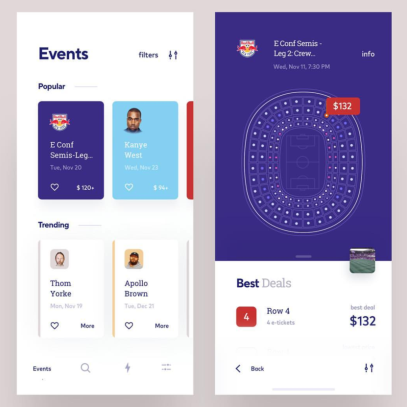 Events
filters
Popular
E Conf
Semis-Leg...
Tue, Nov 20
$ 120+
Kanye
West
Wed, Nov 23
$ 94+
Trending
Thom
Yorke
Mon, Nov 19
More
Apollo
Brown
Tue, Dec 21
More
Events
E Conf Semis -
Leg 2: Crew...
Wed, Nov 11, 7:30 PM
info
$132
Best Deals
4
Row 4
4 e-tickets
best deal
$132
Back